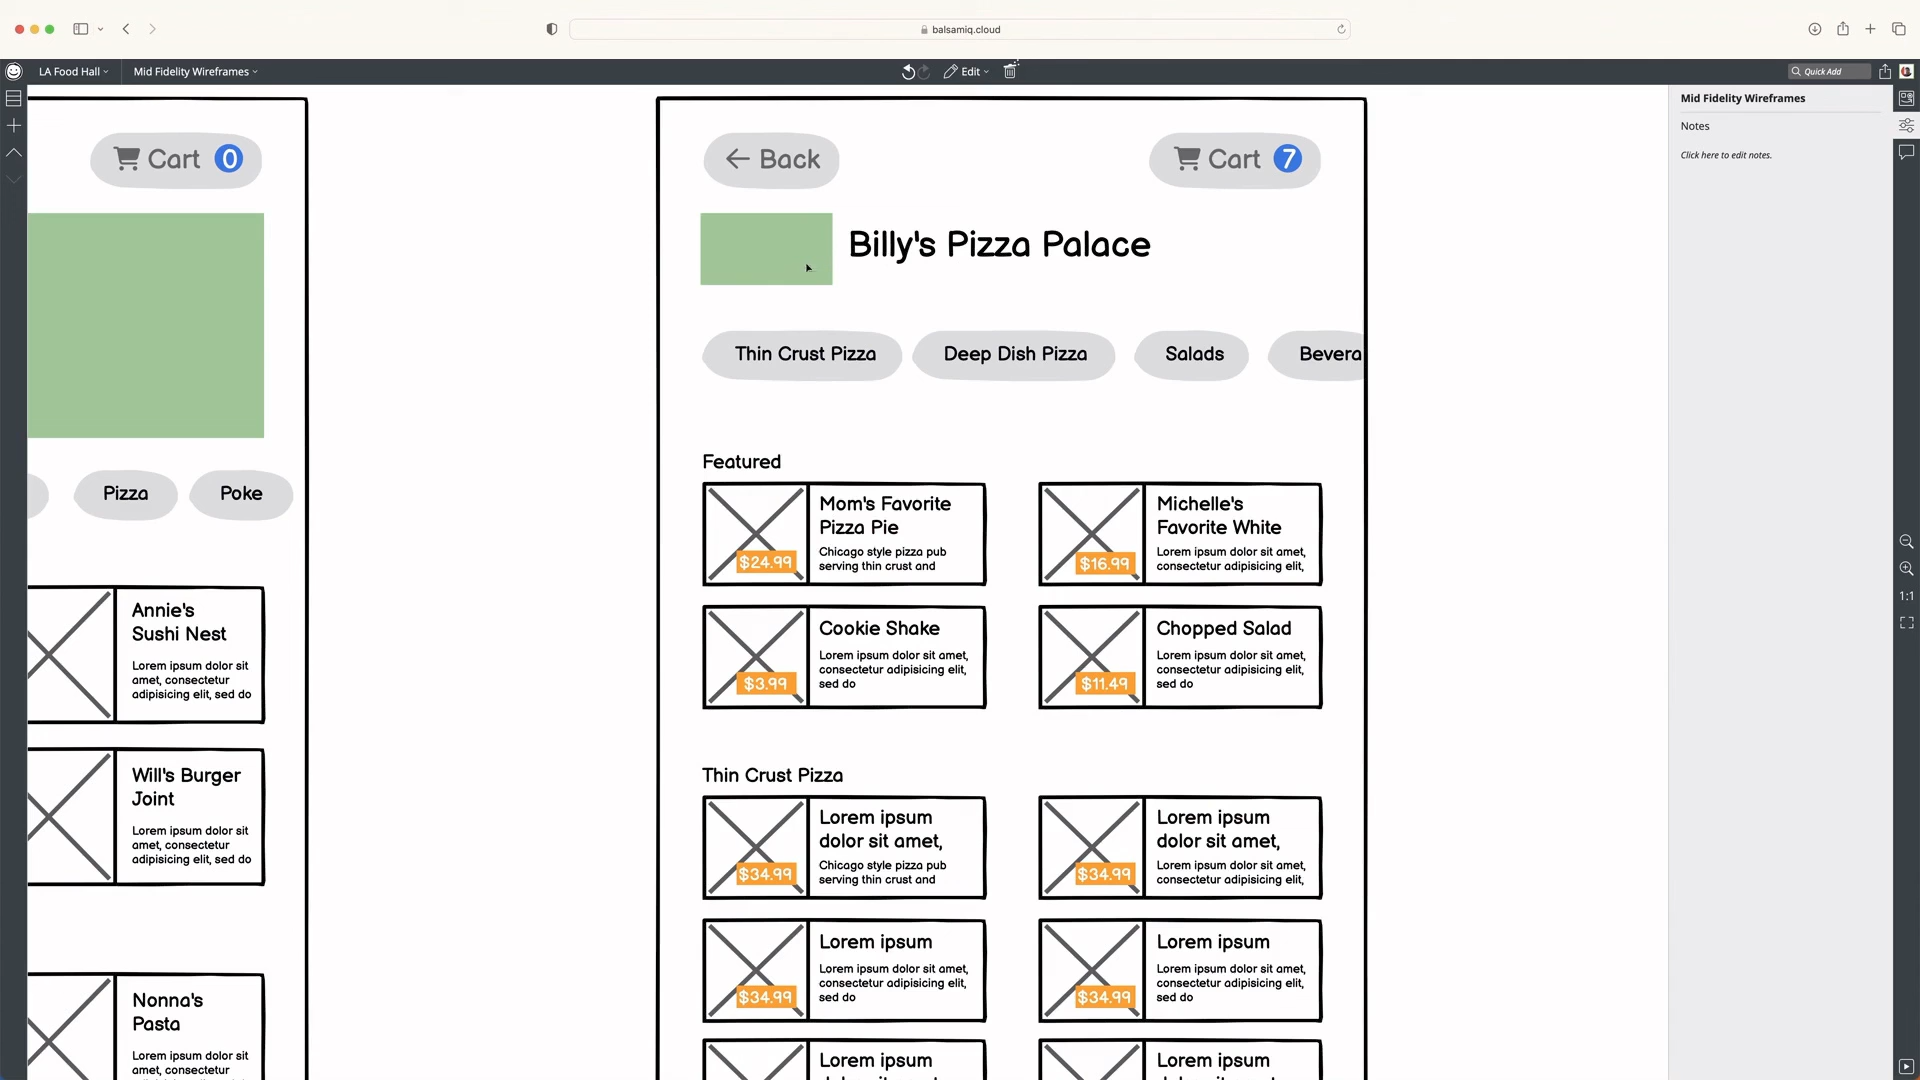 balsamiq.cloud
LA Food Hall
Mid Fidelity Wireframes
Edit
Quick Add
Mid Fidelity Wireframes
Notes
Click here to edit notes.
1:1
Cart 0
Pizza
Poke
Annie's
Sushi Nest
Lorem ipsum dolor sit
amet, consectetur
adipisicing elit, sed do
Will's Burger
Joint
Lorem ipsum dolor sit
amet, consectetur
adipisicing elit, sed do
Nonna's
Pasta
Lorem ipsum dolor sit
amet, consectetur
Back
Cart 7
Billy's Pizza Palace
Thin Crust Pizza
Deep Dish Pizza
Salads
Bevera
Featured
Mom's Favorite
Pizza Pie
Chicago style pizza pub
serving thin crust and
$24.99
Michelle's
Favorite White
Lorem ipsum dolor sit amet,
consectetur adipisicing elit,
$16.99
Cookie Shake
Lorem ipsum dolor sit amet,
consectetur adipisicing elit,
sed do
$3.99
Chopped Salad
Lorem ipsum dolor sit amet,
consectetur adipisicing elit,
sed do
$11.49
Thin Crust Pizza
Lorem ipsum
dolor sit amet,
Chicago style pizza pub
serving thin crust and
$34.99
Lorem ipsum
dolor sit amet,
Lorem ipsum dolor sit amet,
consectetur adipisicing elit,
$34.99
Lorem ipsum
Lorem ipsum dolor sit amet,
consectetur adipisicing elit,
sed do
$34.99
Lorem ipsum
Lorem ipsum dolor sit amet,
consectetur adipisicing elit,
sed do
$34.99
Lorem ipsum
Lorem ipsum